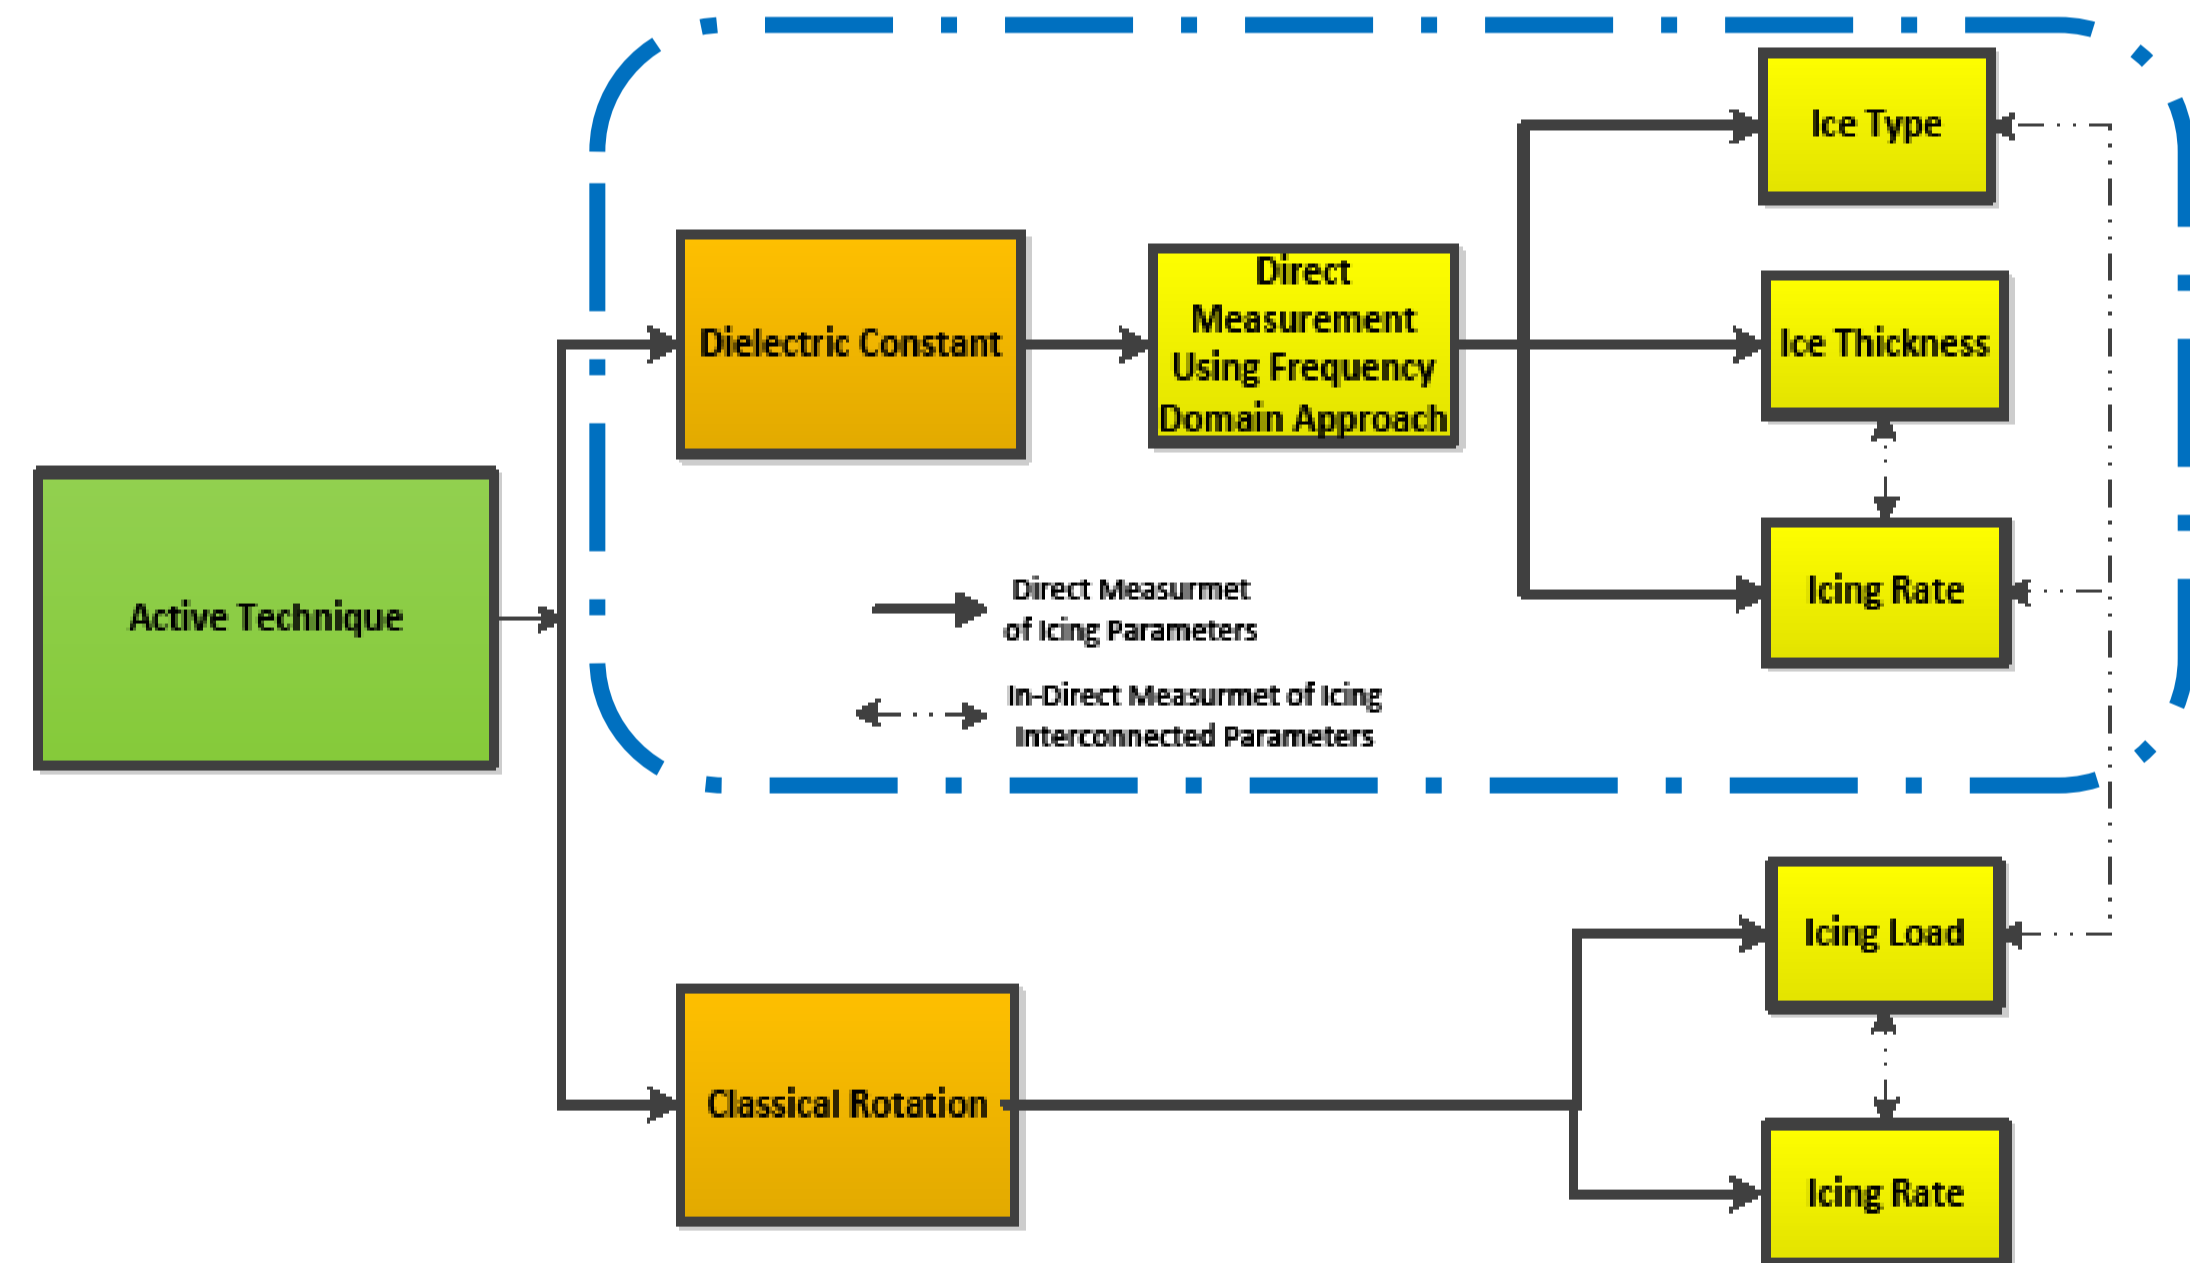 Ice Type
Direct
Measurement
Using Frequency
Domain Approach
Dielectric Constant
Ice Thickness
Active Technique
Direct Measurmet
of Icing Parameters
Icing Rate
In-Direct Measurmet of Icing
Interconnected Parameters
Icing Load
Classical Rotation
Icing Rate